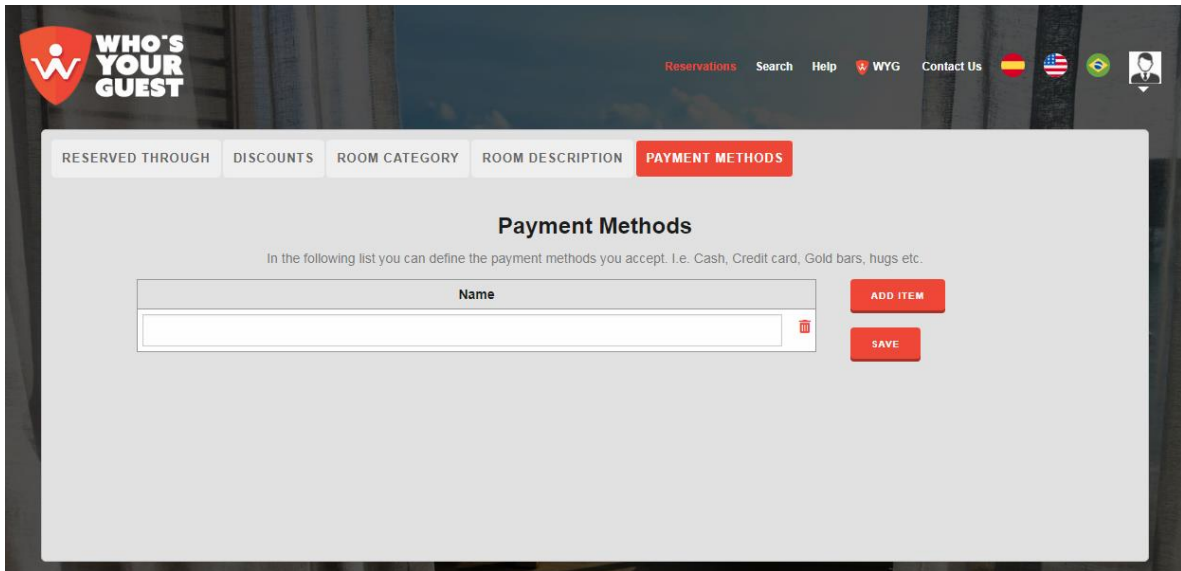 WHO'S
YOUR
GUEST
Reservations Search Help WYG Contact Us
RESERVED THROUGH DISCOUNTS ROOM CATEGORY ROOM DESCRIPTION PAYMENT METHODS
Payment Methods
In the following list you can define the payment methods you accept. I.e. Cash, Credit card, Gold bars, hugs etc.
Name
ADD ITEM
SAVE